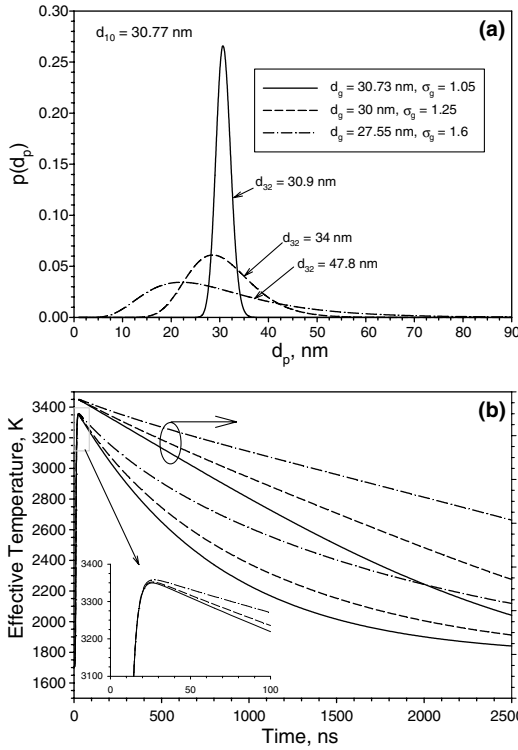 (a)
d10 = 30.77 nm
dg = 30.73 nm, σg = 1.05
dg = 30 nm, σg = 1.25
dg = 27.55 nm, σg = 1.6
d32 = 30.9 nm
d32 = 34 nm
d32 = 47.8 nm
p(dp)
0.30
0.25
0.20
0.15
0.10
0.05
0.00
0 10 20 30 40 50 60 70 80 90
dp, nm
(b)
Effective Temperature, K
3400
3200
3000
2800
2600
2400
2200
2000
1800
1600
3400
3300
3200
3100
0 50 100
0 500 1000 1500 2000 2500
Time, ns